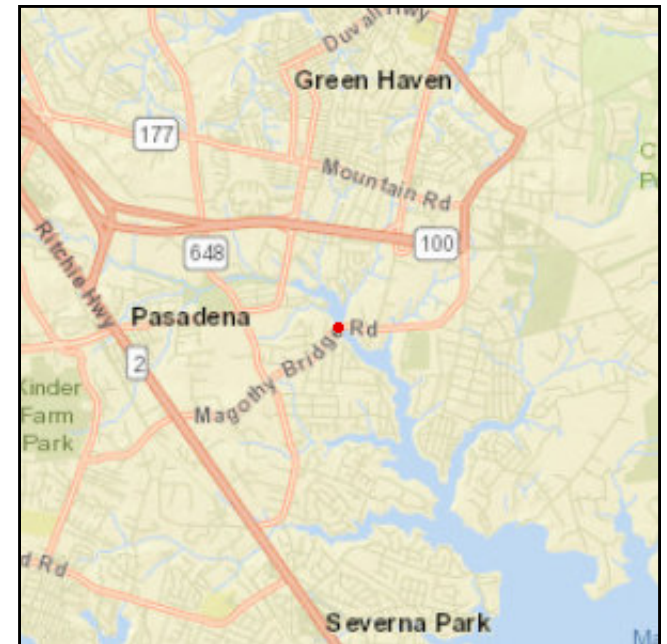 Duvall Hwy
Green Haven
177
Mountain Rd
Ritchie Hwy
648
100
Pasadena
2
Magothy Bridge Rd
Kinder
Farm
Park
d Rd
Severna Park